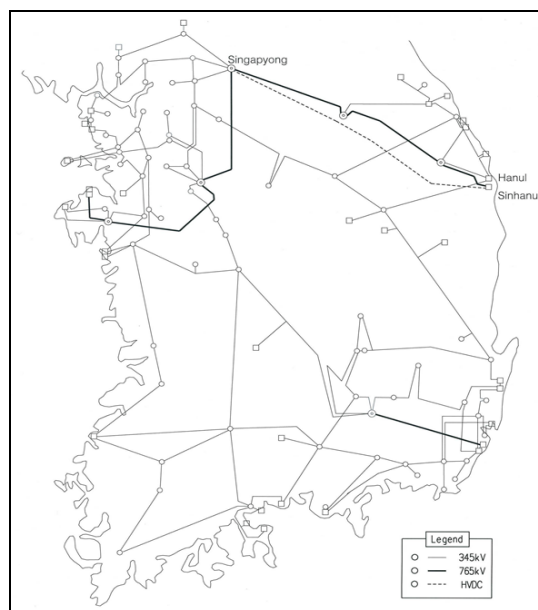 Singapyong
Hanul
Sinhanu
Legend
345kV
765kV
HVDC